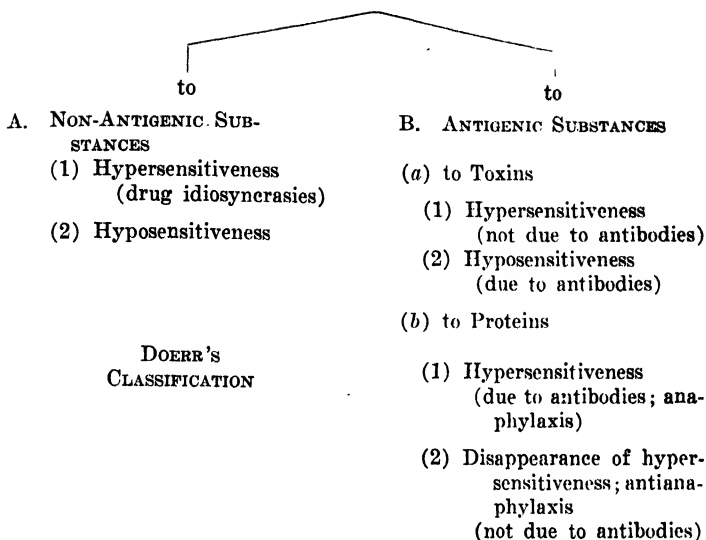 to
A. NON-ANTIGENIC SUB-
STANCES
(1) Hypersensitiveness
(drug idiosyncrasies)
(2) Hyposensitiveness
DOERR'S
CLASSIFICATION
to
B. ANTIGENIC SUBSTANCES
(a) to Toxins
(1) Hypersensitiveness
(not due to antibodies)
(2) Hyposensitiveness
(due to antibodies)
(b) to Proteins
(1) Hypersensitiveness
(due to antibodies; ana-
phylaxis)
(2) Disappearance of hyper-
sensitiveness; antiana-
phylaxis
(not due to antibodies)